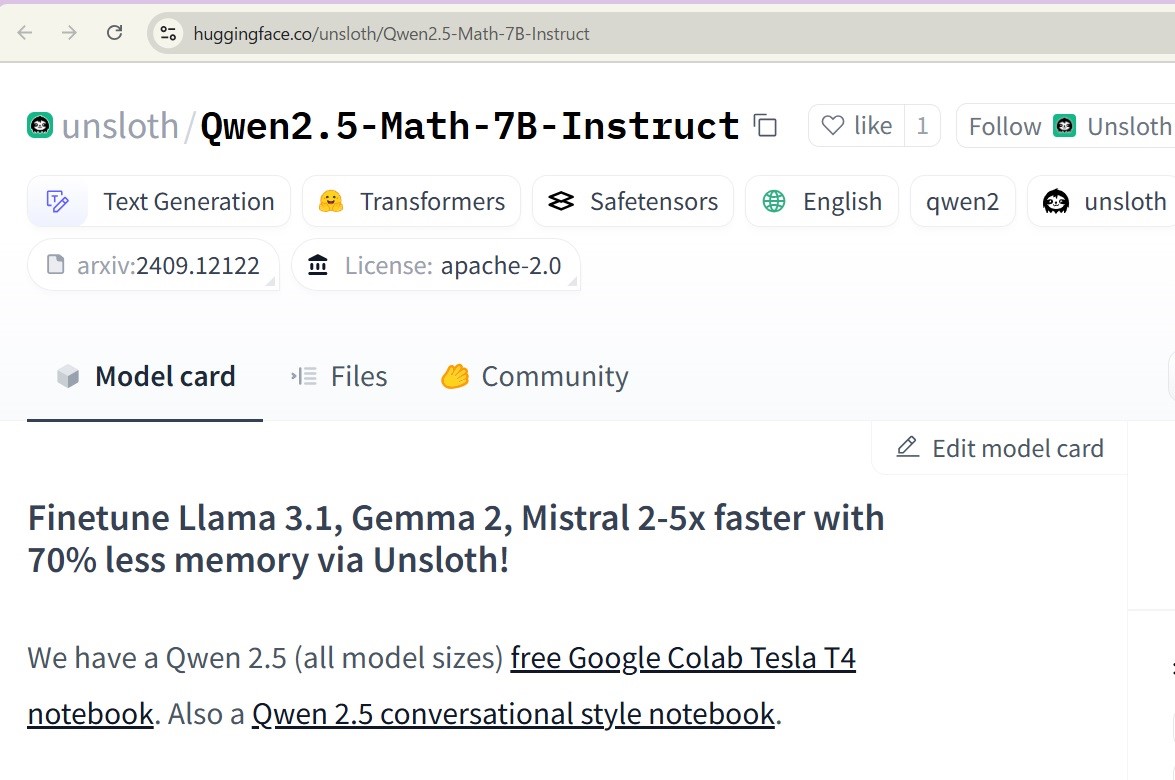 huggingface.co/unsloth/Qwen2.5-Math-7B-Instruct
unsloth/Qwen2.5-Math-7B-Instruct like 1 Follow Unsloth
Text Generation Transformers Safetensors English qwen2 unsloth
arxiv:2409.12122 License: apache-2.0
Model card Files Community
Edit model card
Finetune Llama 3.1, Gemma 2, Mistral 2-5x faster with
70% less memory via Unsloth!
We have a Qwen 2.5 (all model sizes) free Google Colab Tesla T4
notebook. Also a Qwen 2.5 conversational style notebook.